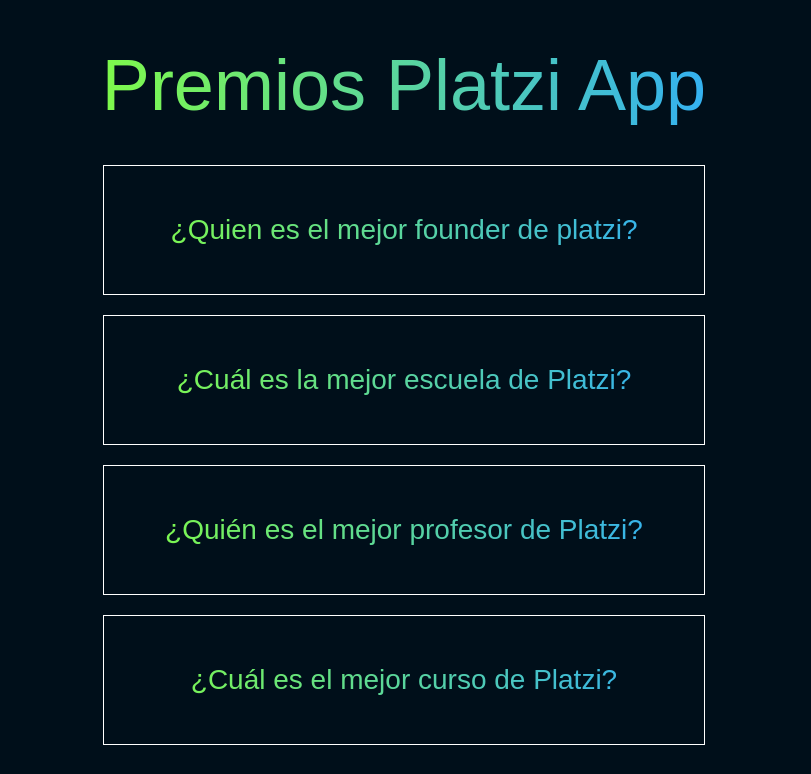 Premios Platzi App
¿Quien es el mejor founder de platzi?
¿Cuál es la mejor escuela de Platzi?
¿Quién es el mejor profesor de Platzi?
¿Cuál es el mejor curso de Platzi?